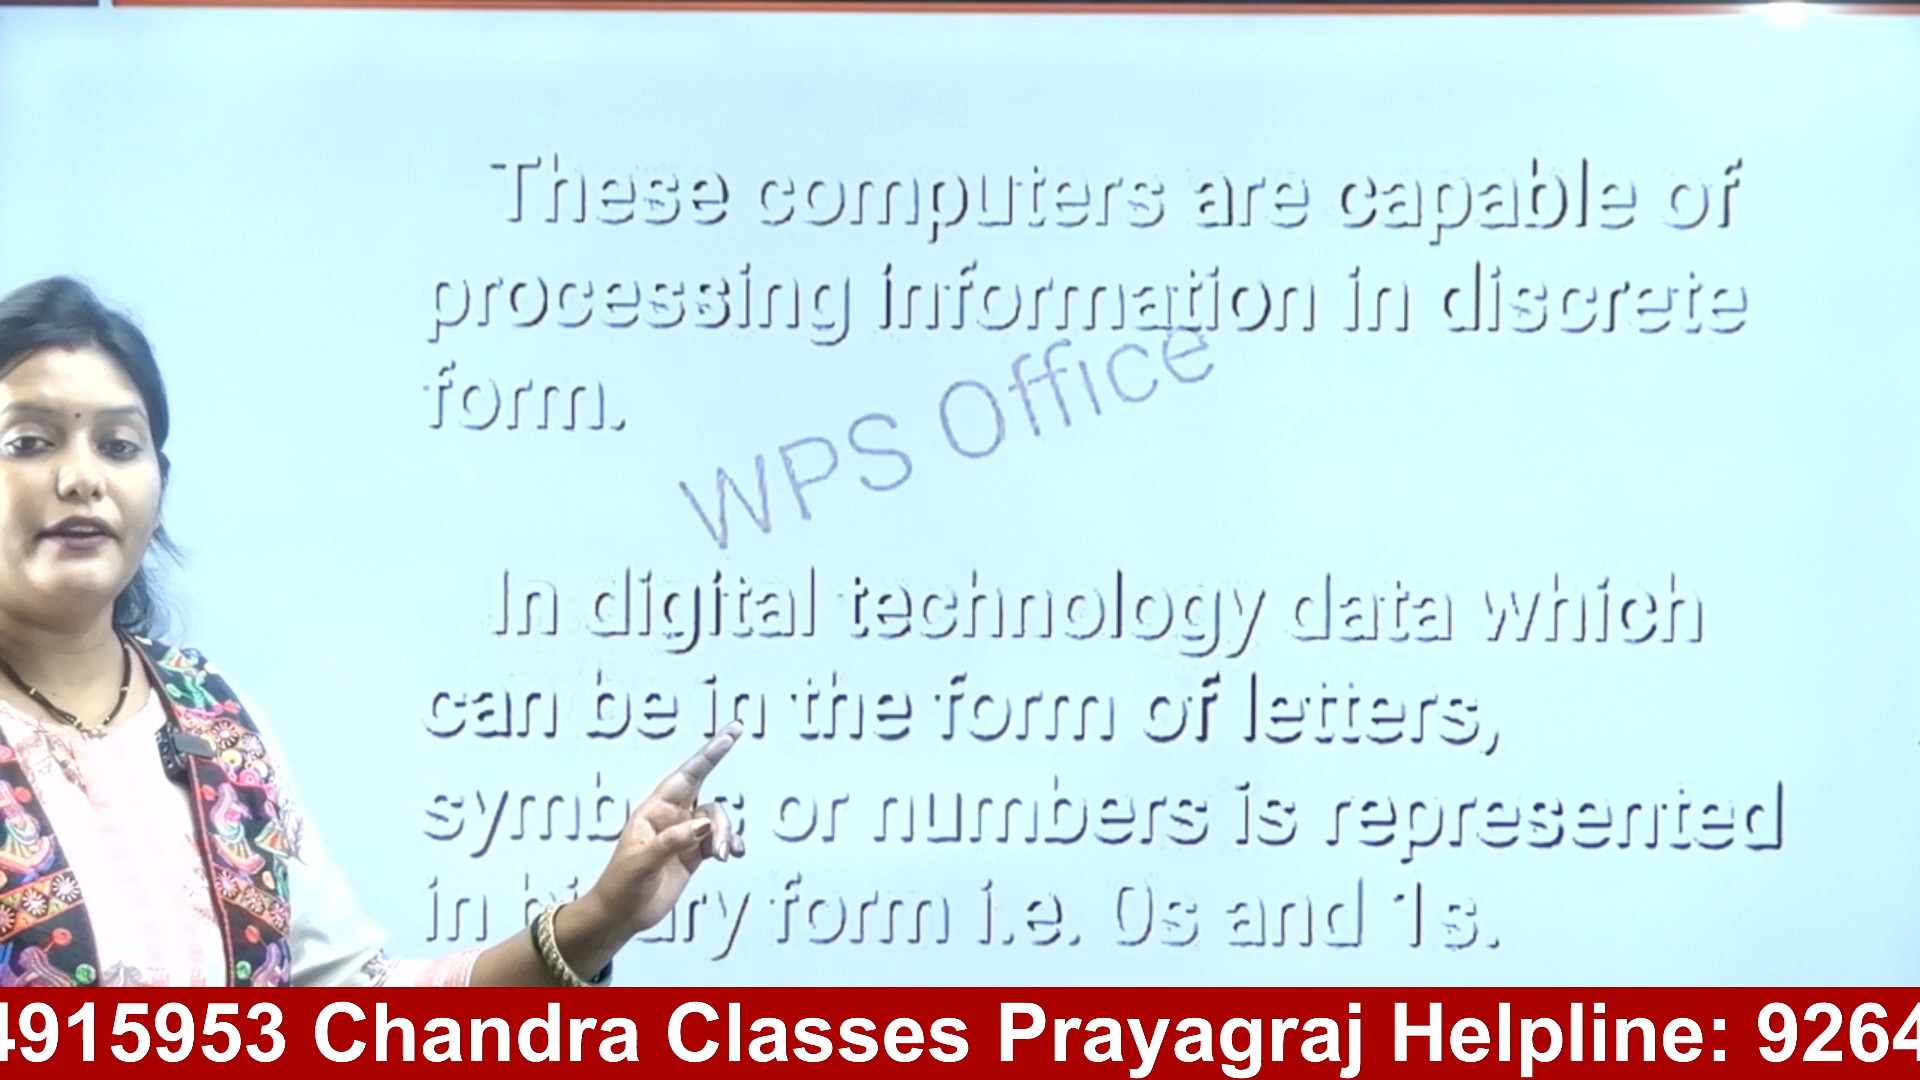 These computers are capable of
processing information in discrete
form.
WPS Office
In digital technology data which
can be in the form of letters,
or numbers is represented
in form i.e. 0s and 1s.
4915953 Chandra Classes Prayagraj Helpline: 9264